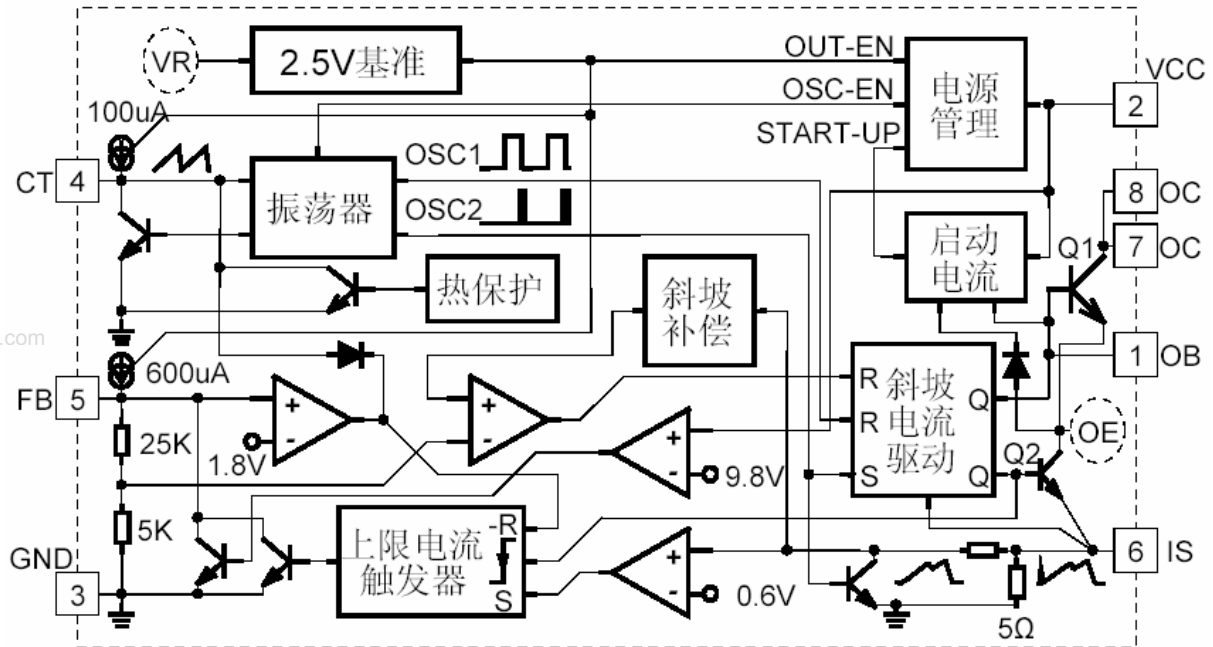 VR
2.5V基准
OUT-EN
OSC-EN
START-UP
电源
管理
VCC
2
100uA
CT
4
振荡器
OSC1
OSC2
8
OC
7
OC
启动
电流
Q1
热保护
斜坡
补偿
.com
600uA
1
OB
FB
5
+
-
1.8V
+
-
R
R
S
斜坡
电流
驱动
Q
Q
OE
Q2
25K
+
-
9.8V
5K
GND
3
上限电流
触发器
-R
S
+
-
0.6V
6
IS
5Ω